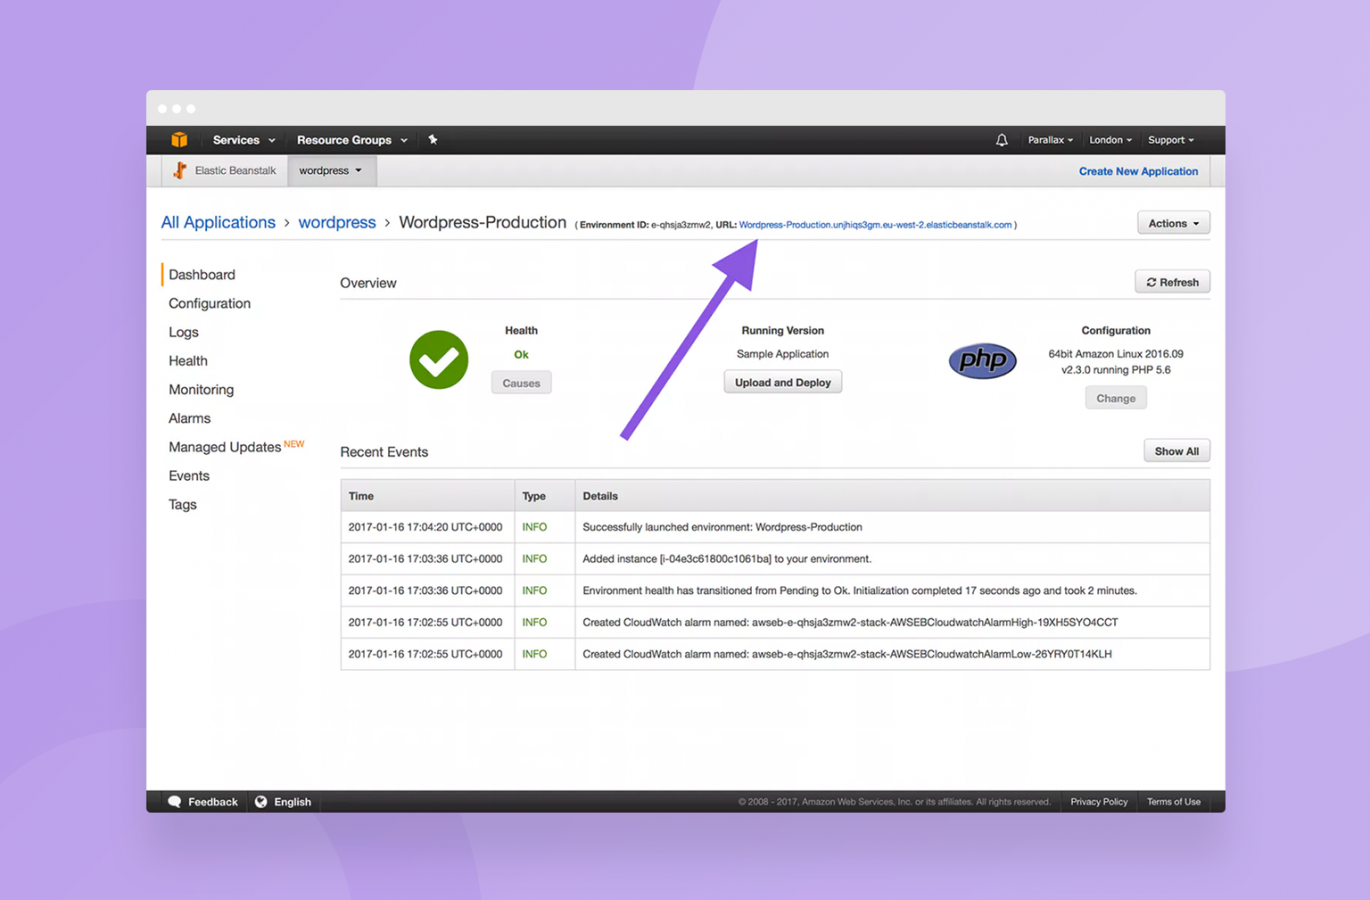 Services Resource Groups Parallax London Support
Elastic Beanstalk wordpress Create New Application
All Applications › wordpress › Wordpress-Production ( Environment ID: e-qhsja3zmw2, URL: Wordpress-Production.unjhiqs3gm.eu-west-2.elasticbeanstalk.com ) Actions
Dashboard
Configuration
Logs
Health
Monitoring
Alarms
Managed Updates NEW
Events
Tags
Overview Refresh
Health
Ok
Causes
Running Version
Sample Application
Upload and Deploy
php
Configuration
64bit Amazon Linux 2016.09
v2.3.0 running PHP 5.6
Change
Recent Events Show All
Time Type Details
2017-01-16 17:04:20 UTC+0000 INFO Successfully launched environment: Wordpress-Production
2017-01-16 17:03:36 UTC+0000 INFO Added instance [i-04e3c61800c1061ba] to your environment.
2017-01-16 17:03:36 UTC+0000 INFO Environment health has transitioned from Pending to Ok. Initialization completed 17 seconds ago and took 2 minutes.
2017-01-16 17:02:55 UTC+0000 INFO Created CloudWatch alarm named: awseb-e-qhsja3zmw2-stack-AWSEBCloudwatchAlarmHigh-19XH5SYO4CCT
2017-01-16 17:02:55 UTC+0000 INFO Created CloudWatch alarm named: awseb-e-qhsja3zmw2-stack-AWSEBCloudwatchAlarmLow-26YRY0T14KLH
Feedback English © 2008 - 2017, Amazon Web Services, Inc. or its affiliates. All rights reserved. Privacy Policy Terms of Use